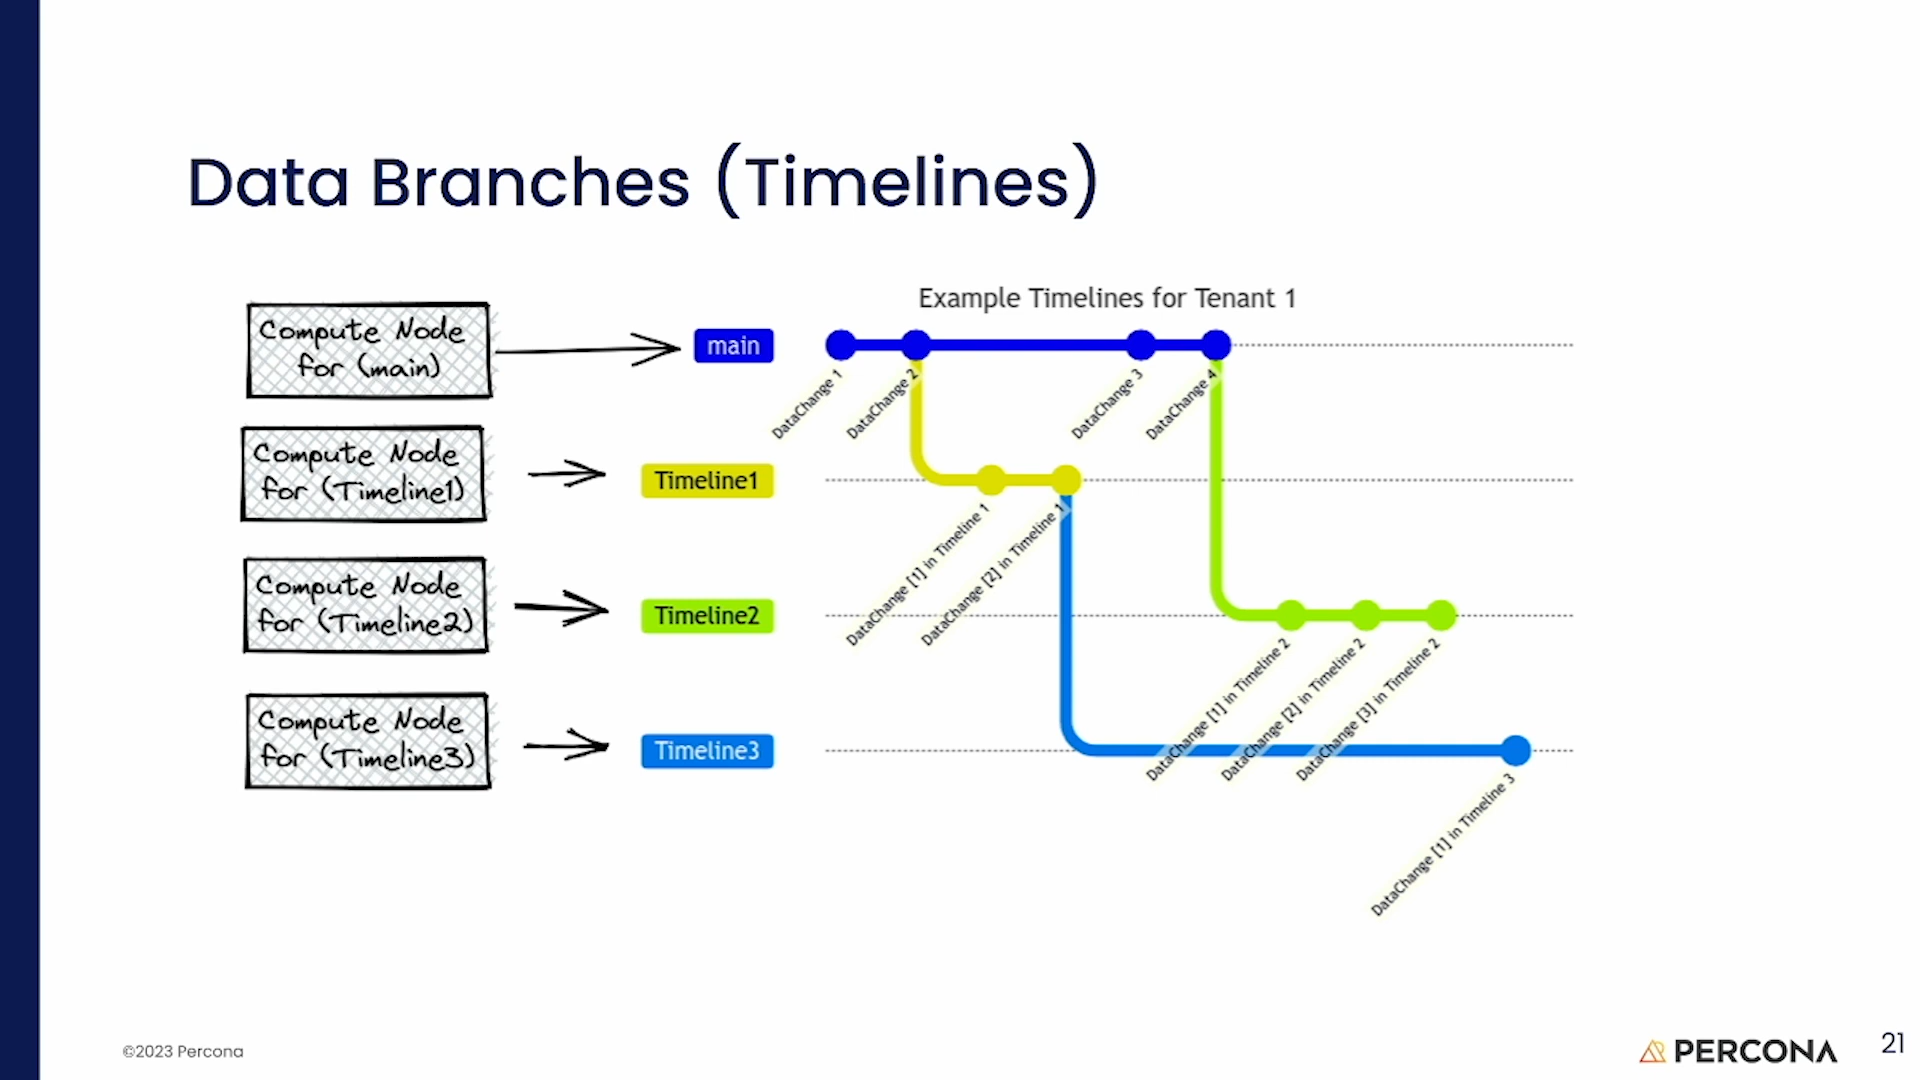 Data Branches (Timelines)
Example Timelines for Tenant 1
Compute Node
for (main)
main
DataChange 1
DataChange 2
DataChange 3
DataChange 4
Compute Node
for (Timeline1)
Timeline1
DataChange [1] in Timeline 1
DataChange [2] in Timeline 1
Compute Node
for (Timeline2)
Timeline2
DataChange [1] in Timeline 2
DataChange [2] in Timeline 2
DataChange [3] in Timeline 2
Compute Node
for (Timeline3)
Timeline3
DataChange [1] in Timeline 3
©2023 Percona
PERCONA
21